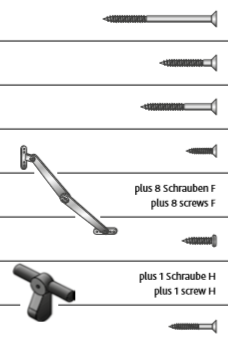 plus 8 Schrauben F
plus 8 screws F
plus 1 Schraube H
plus 1 screw H